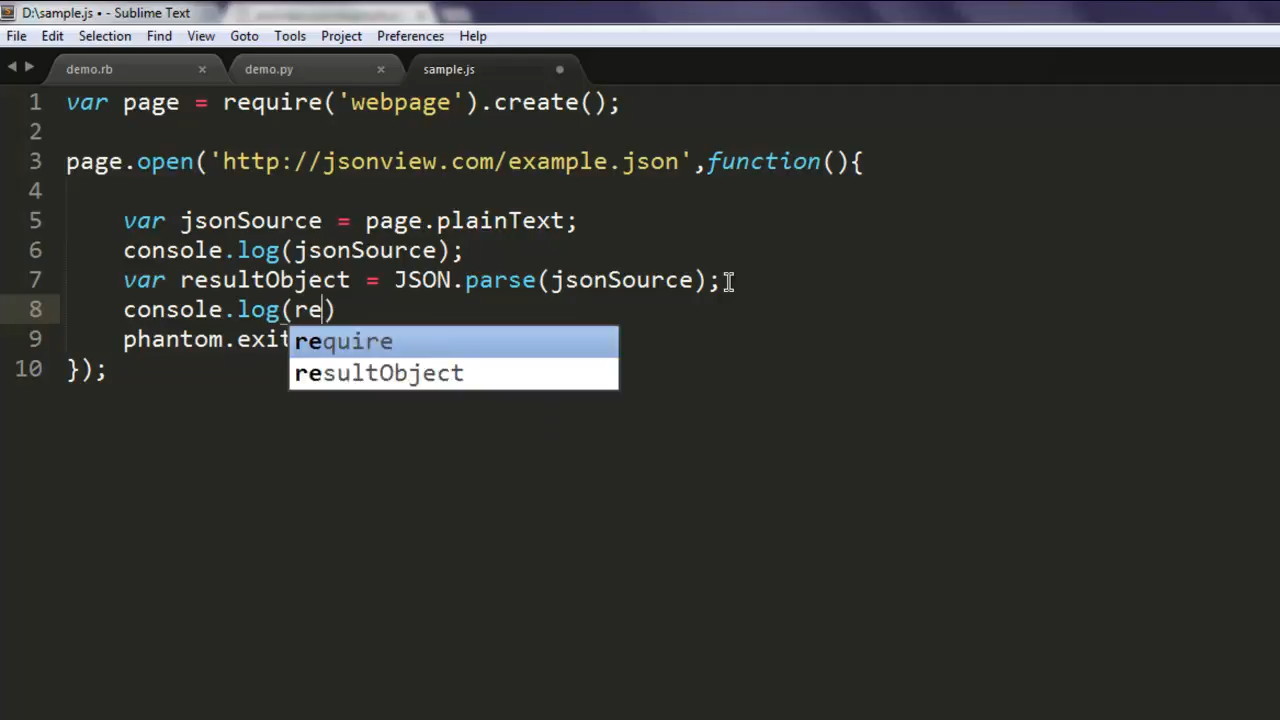 D:\sample.js • - Sublime Text
File Edit Selection Find View Goto Tools Project Preferences Help
demo.rb × demo.py × sample.js
1 var page = require('webpage').create();
2
3 page.open('http://jsonview.com/example.json',function(){
4
5 var jsonSource = page.plainText;
6 console.log(jsonSource);
7 var resultObject = JSON.parse(jsonSource);
8 console.log(re)
9 phantom.exit
require
resultObject
10 });